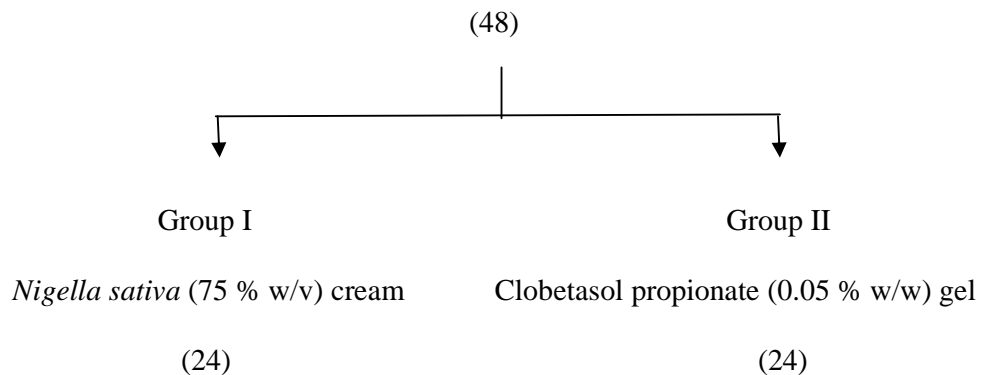 (48)
Group I Group II
Nigella sativa (75 % w/v) cream Clobetasol propionate (0.05 % w/w) gel
(24) (24)